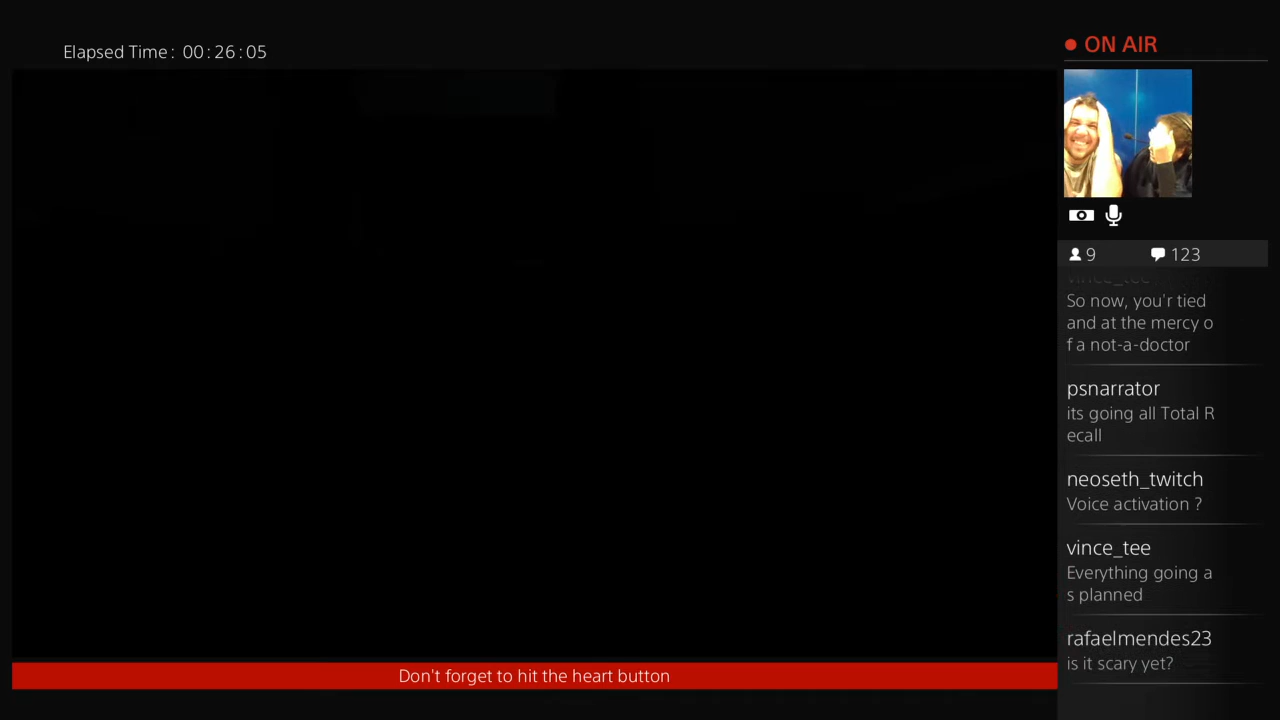 Elapsed Time: 00:26:05
ON AIR
9
123
vince_tee
So now, you'r tied
and at the mercy o
f a not-a-doctor
psnarrator
its going all Total R
ecall
neoseth_twitch
Voice activation ?
vince_tee
Everything going a
s planned
rafaelmendes23
is it scary yet?
Don't forget to hit the heart button